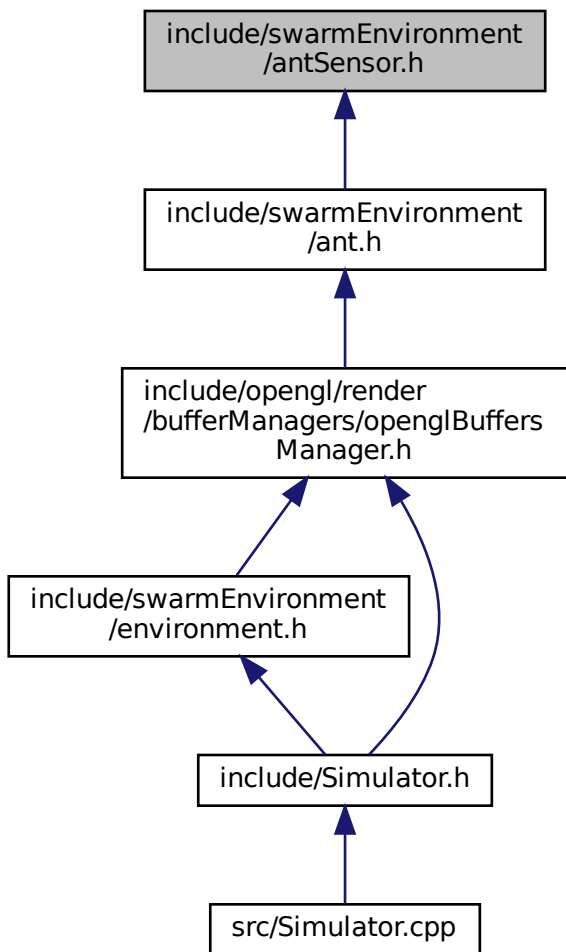 include/swarmEnvironment
/antSensor.h
include/swarmEnvironment
/ant.h
include/opengl/render
/bufferManagers/openglBuffers
Manager.h
include/swarmEnvironment
/environment.h
include/Simulator.h
src/Simulator.cpp